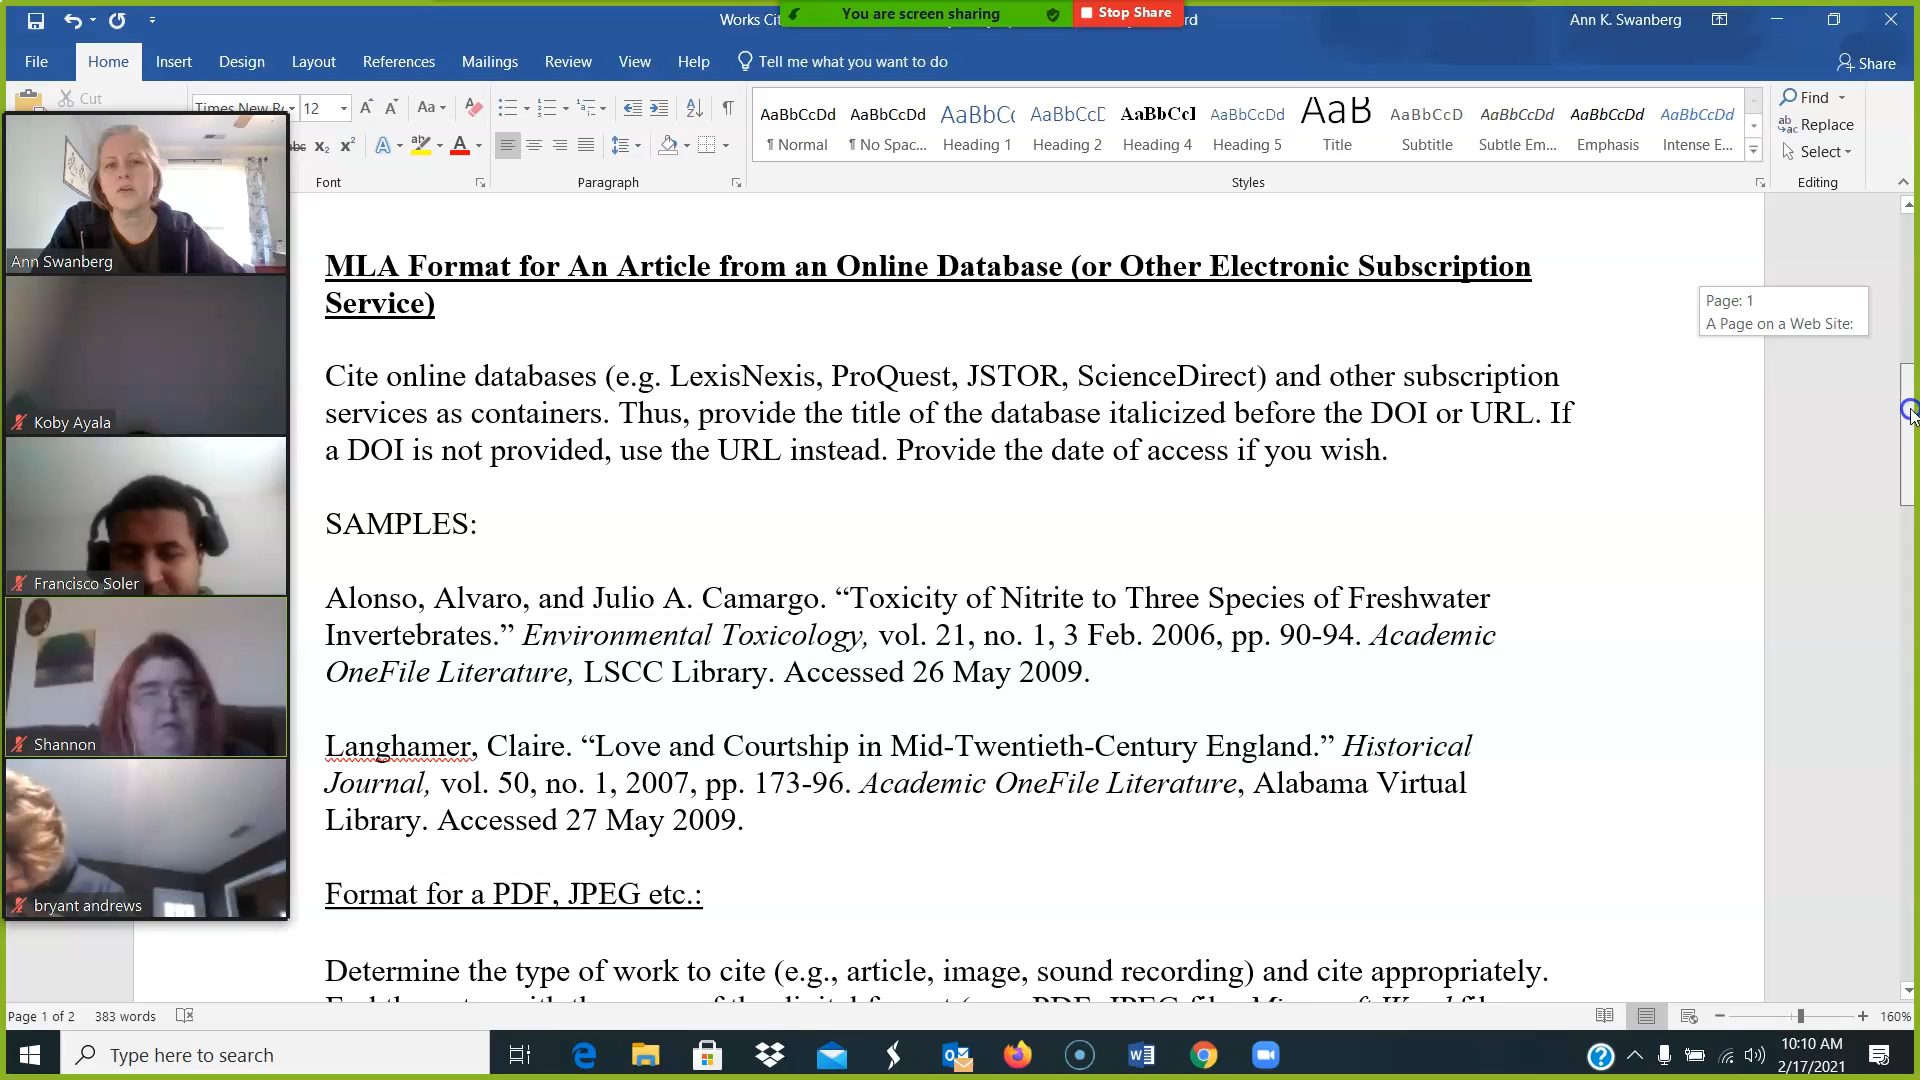 Works Cit
You are screen sharing
Stop Share
rd
Ann K. Swanberg
File Home Insert Design Layout References Mailings Review View Help Tell me what you want to do
Share
Cut
12
Aa
Font
Paragraph
AaBbCcDd AaBbCcDd AaBbCc AaBbCcD AaBbCcI AaBbCcDd AaB AaBbCcD AaBbCcDd AaBbCcDd AaBbCcDd
¶ Normal ¶ No Spac... Heading 1 Heading 2 Heading 4 Heading 5 Title Subtitle Subtle Em... Emphasis Intense E...
Styles
Find
Replace
Select
Editing
Ann Swanberg
Koby Ayala
Francisco Soler
Shannon
bryant andrews
MLA Format for An Article from an Online Database (or Other Electronic Subscription
Service)
Page: 1
A Page on a Web Site:
Cite online databases (e.g. LexisNexis, ProQuest, JSTOR, ScienceDirect) and other subscription
services as containers. Thus, provide the title of the database italicized before the DOI or URL. If
a DOI is not provided, use the URL instead. Provide the date of access if you wish.
SAMPLES:
Alonso, Alvaro, and Julio A. Camargo. “Toxicity of Nitrite to Three Species of Freshwater
Invertebrates.” Environmental Toxicology, vol. 21, no. 1, 3 Feb. 2006, pp. 90-94. Academic
OneFile Literature, LSCC Library. Accessed 26 May 2009.
Langhamer, Claire. “Love and Courtship in Mid-Twentieth-Century England.” Historical
Journal, vol. 50, no. 1, 2007, pp. 173-96. Academic OneFile Literature, Alabama Virtual
Library. Accessed 27 May 2009.
Format for a PDF, JPEG etc.:
Determine the type of work to cite (e.g., article, image, sound recording) and cite appropriately.
Page 1 of 2 383 words
160%
Type here to search
10:10 AM
2/17/2021